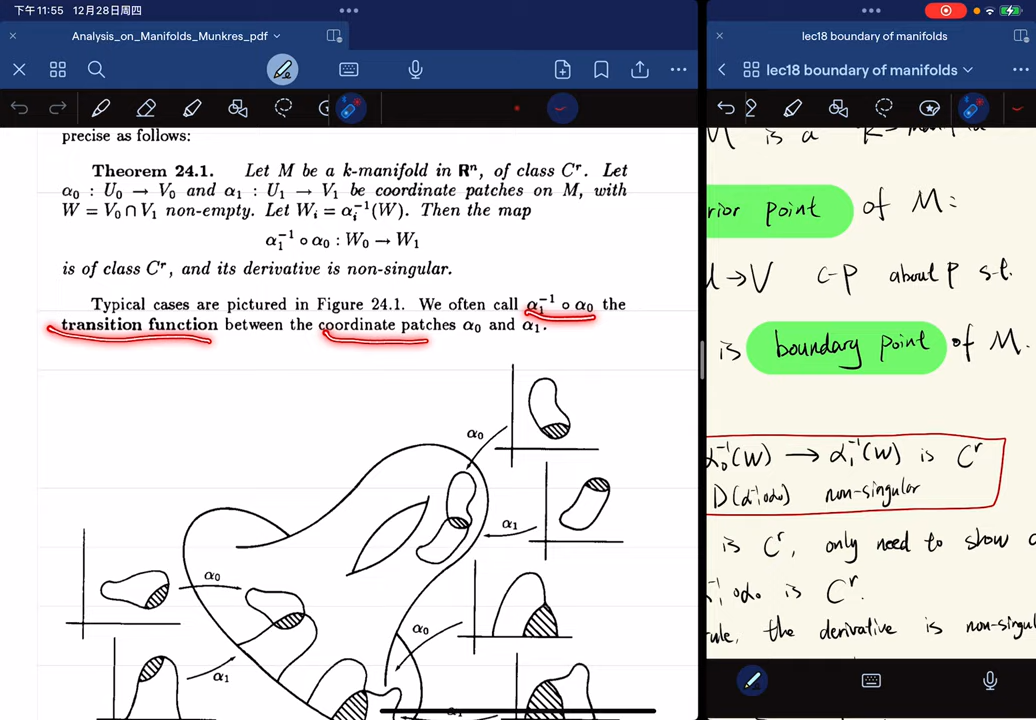 下午11:55 12月28日周四
Analysis_on_Manifolds_Munkres_pdf
precise as follows:
Theorem 24.1. Let M be a k-manifold in Rⁿ, of class Cʳ. Let
α₀ : U₀ → V₀ and α₁ : U₁ → V₁ be coordinate patches on M, with
W = V₀ ∩ V₁ non-empty. Let Wᵢ = αᵢ⁻¹(W). Then the map
α₁⁻¹ ∘ α₀ : W₀ → W₁
is of class Cʳ, and its derivative is non-singular.
Typical cases are pictured in Figure 24.1. We often call α₁⁻¹ ∘ α₀ the
transition function between the coordinate patches α₀ and α₁.
α₀
α₁
α₀
α₀
α₁
lec18 boundary of manifolds
lec18 boundary of manifolds
is a
rior point of M:
→V C-P about p s.t.
is boundary point of M.
α₀⁻¹(W) → α₁⁻¹(W) is Cʳ
D(α₁⁻¹∘α₀) non-singular
is Cʳ, only need to show
∘α₀ is Cʳ.
rule, the derivative is non-singul